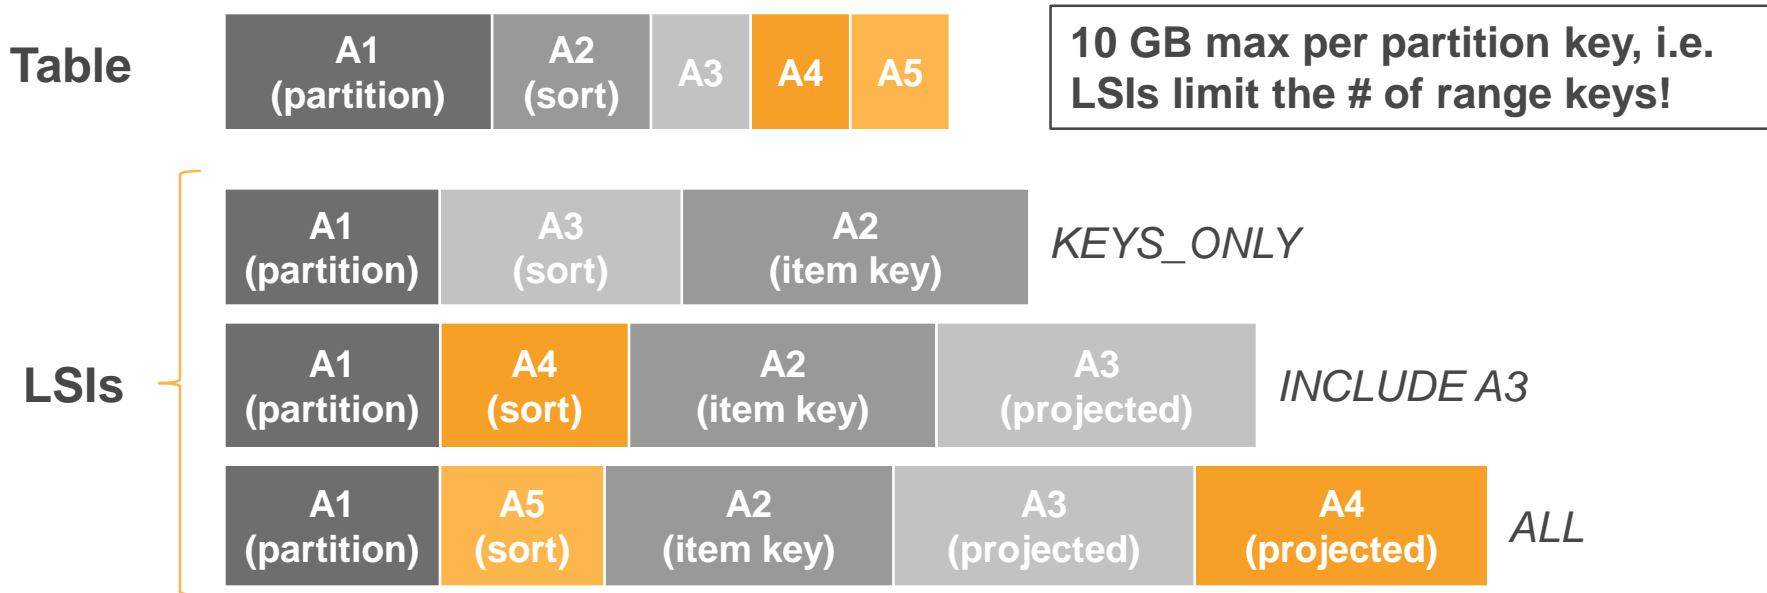 Table
A1
(partition)
A2
(sort)
A3
A4
A5
10 GB max per partition key, i.e.
LSIs limit the # of range keys!
LSIs
A1
(partition)
A3
(sort)
A2
(item key)
KEYS_ONLY
A1
(partition)
A4
(sort)
A2
(item key)
A3
(projected)
INCLUDE A3
A1
(partition)
A5
(sort)
A2
(item key)
A3
(projected)
A4
(projected)
ALL